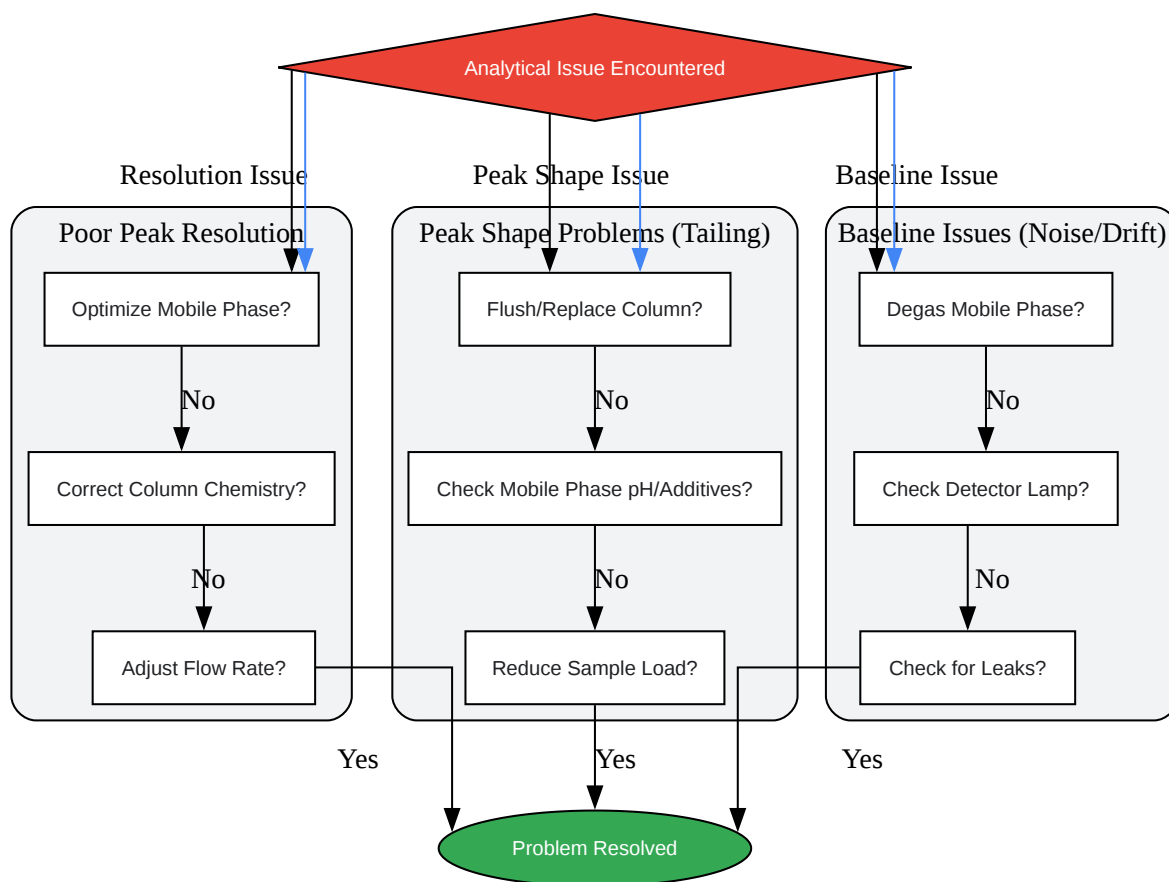 Analytical Issue Encountered
Resolution Issue
Peak Shape Issue
Baseline Issue
Poor Peak Resolution
Peak Shape Problems (Tailing)
Baseline Issues (Noise/Drift)
Optimize Mobile Phase?
Flush/Replace Column?
Degas Mobile Phase?
No
No
No
Correct Column Chemistry?
Check Mobile Phase pH/Additives?
Check Detector Lamp?
No
No
No
Adjust Flow Rate?
Reduce Sample Load?
Check for Leaks?
Yes
Yes
Yes
Problem Resolved